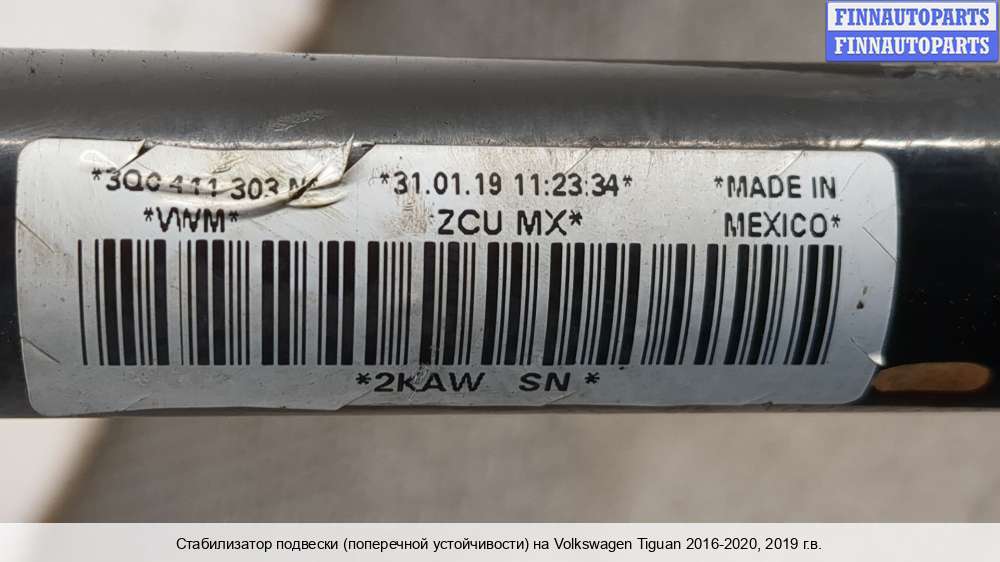 FINNAUTOPARTS
FINNAUTOPARTS
*3Q0 411 303 N* *31.01.19 11:23:34* *MADE IN
*VWM* ZCU MX* MEXICO*
*2KAW SN *
Стабилизатор подвески (поперечной устойчивости) на Volkswagen Tiguan 2016-2020, 2019 г.в.